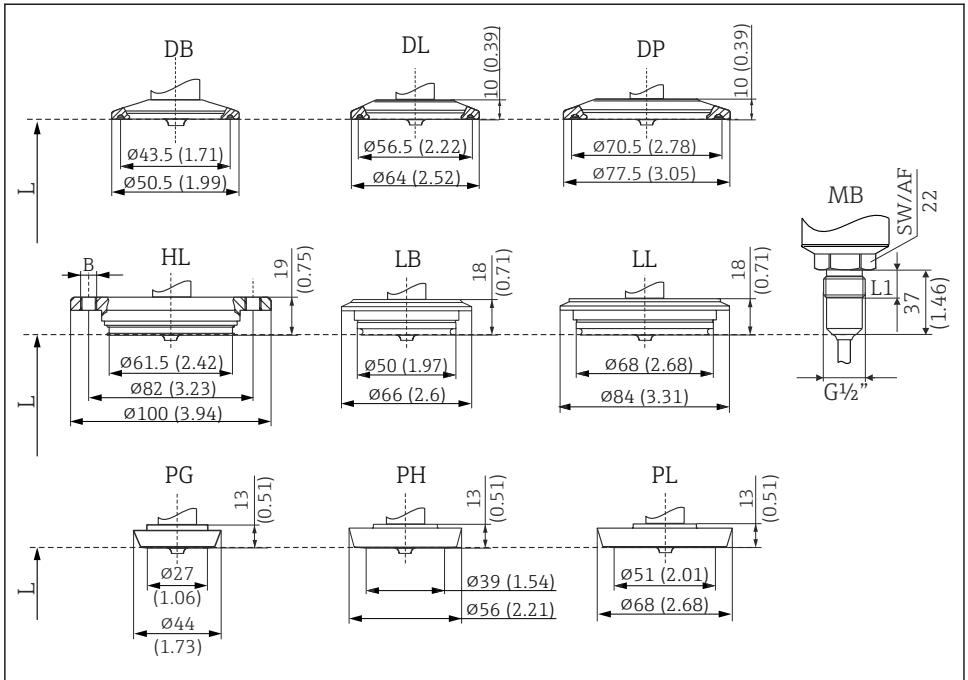 DB
DL
DP
10 (0.39)
10 (0.39)
Ø43.5 (1.71)
Ø50.5 (1.99)
Ø56.5 (2.22)
Ø64 (2.52)
Ø70.5 (2.78)
Ø77.5 (3.05)
L
MB
SW/AF
22
L1
37
(1.46)
G½"
HL
B
19
(0.75)
Ø61.5 (2.42)
Ø82 (3.23)
Ø100 (3.94)
LB
18
(0.71)
Ø50 (1.97)
Ø66 (2.6)
LL
18
(0.71)
Ø68 (2.68)
Ø84 (3.31)
L
PG
13
(0.51)
Ø27
(1.06)
Ø44
(1.73)
PH
13
(0.51)
Ø39 (1.54)
Ø56 (2.21)
PL
13
(0.51)
Ø51 (2.01)
Ø68 (2.68)
L